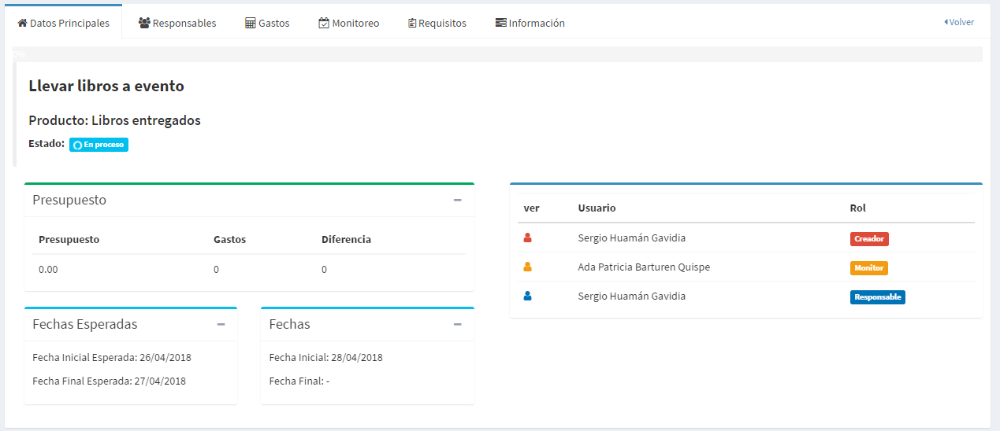 Datos Principales Responsables Gastos Monitoreo Requisitos Información Volver
0%
Llevar libros a evento
Producto: Libros entregados
Estado: En proceso
Presupuesto
Presupuesto Gastos Diferencia
0.00 0 0
Fechas Esperadas
Fecha Inicial Esperada: 26/04/2018
Fecha Final Esperada: 27/04/2018
Fechas
Fecha Inicial: 28/04/2018
Fecha Final: -
ver Usuario Rol
Sergio Huamán Gavidia Creador
Ada Patricia Barturen Quispe Monitor
Sergio Huamán Gavidia Responsable